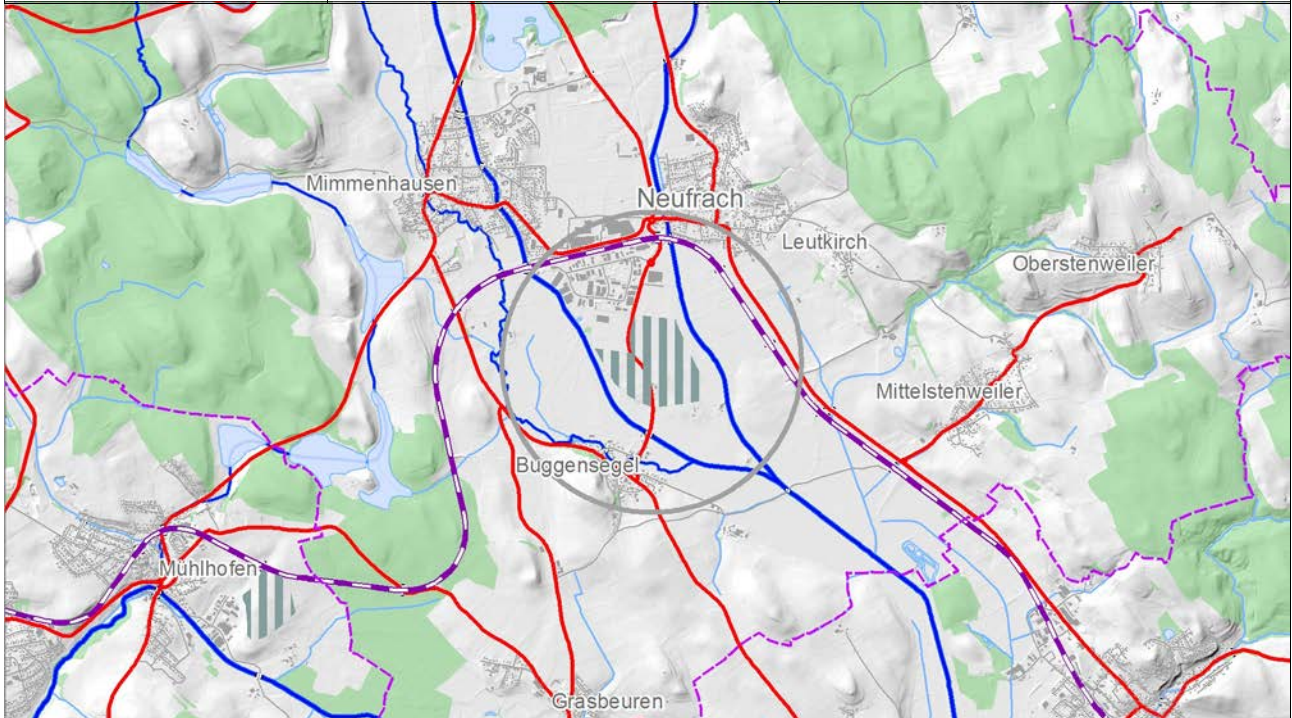 Mimmenhausen
Neufrach
Leutkirch
Oberstenweiler
Mittelstenweiler
Buggensegel
Mühlhofen
Grasbeuren